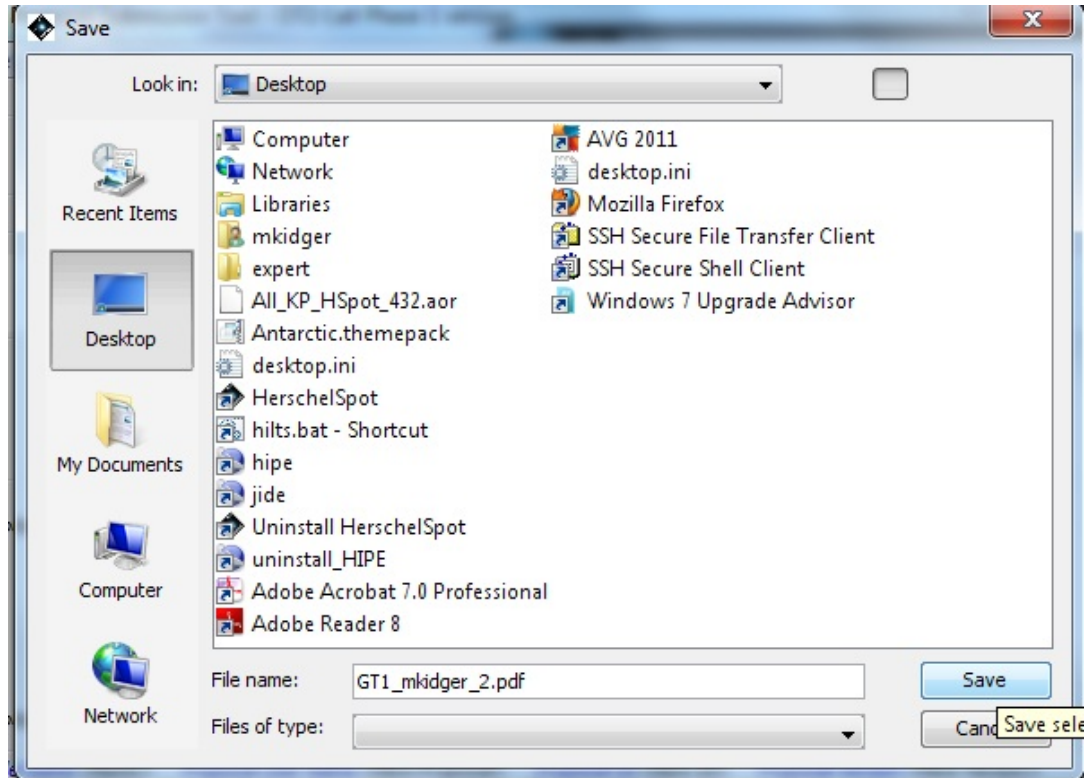 Save
Look in:
Desktop
Recent Items
Desktop
My Documents
Computer
Network
Computer
Network
Libraries
mkidger
expert
All_KP_HSpot_432.aor
Antarctic.themepack
desktop.ini
HerschelSpot
hilts.bat - Shortcut
hipe
jide
Uninstall HerschelSpot
uninstall_HIPE
Adobe Acrobat 7.0 Professional
Adobe Reader 8
AVG 2011
desktop.ini
Mozilla Firefox
SSH Secure File Transfer Client
SSH Secure Shell Client
Windows 7 Upgrade Advisor
File name:
GT1_mkidger_2.pdf
Save
Files of type:
Canc
Save sele